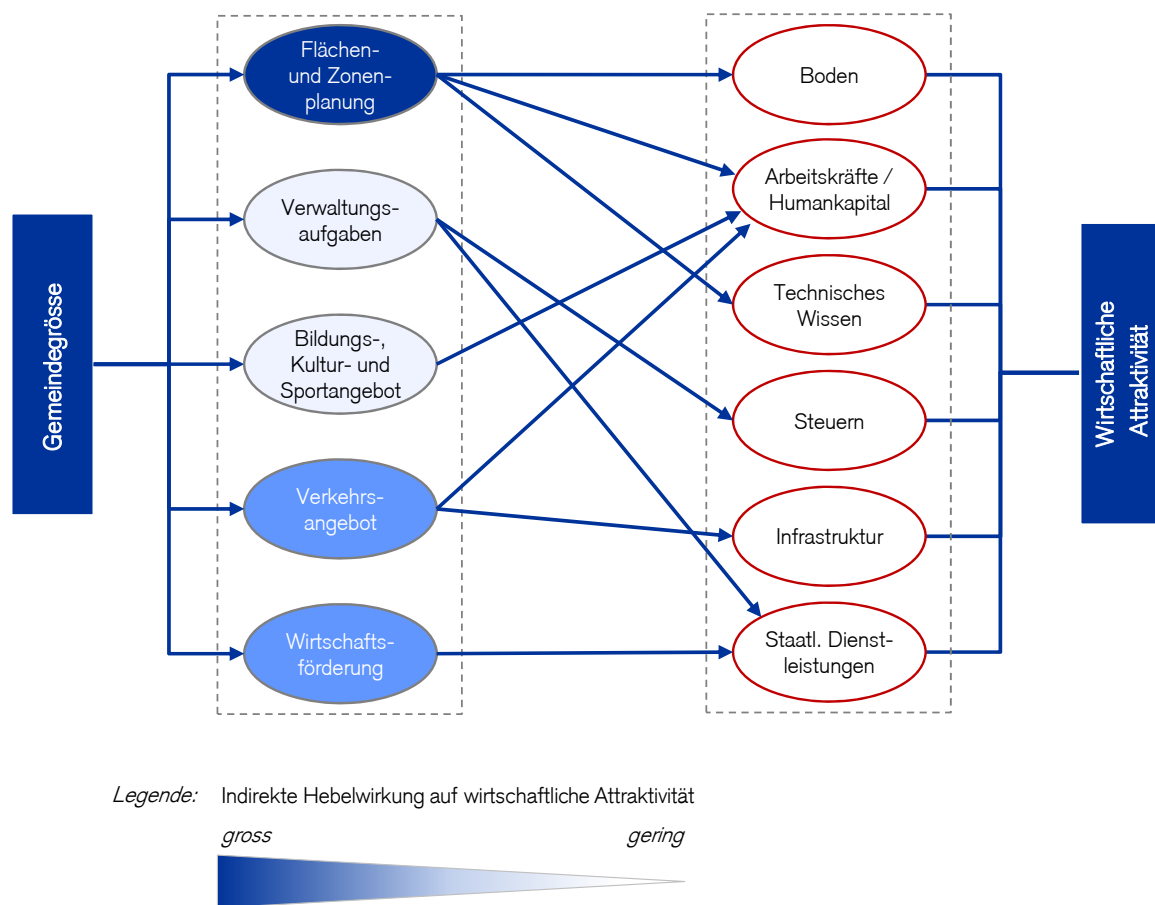 Gemeindegrösse
Flächen-
und Zonen-
planung
Verwaltungs-
aufgaben
Bildungs-,
Kultur- und
Sportangebot
Verkehrs-
angebot
Wirtschafts-
förderung
Boden
Arbeitskräfte /
Humankapital
Technisches
Wissen
Steuern
Infrastruktur
Staatl. Dienst-
leistungen
Wirtschaftliche
Attraktivität
Legende: Indirekte Hebelwirkung auf wirtschaftliche Attraktivität
gross gering